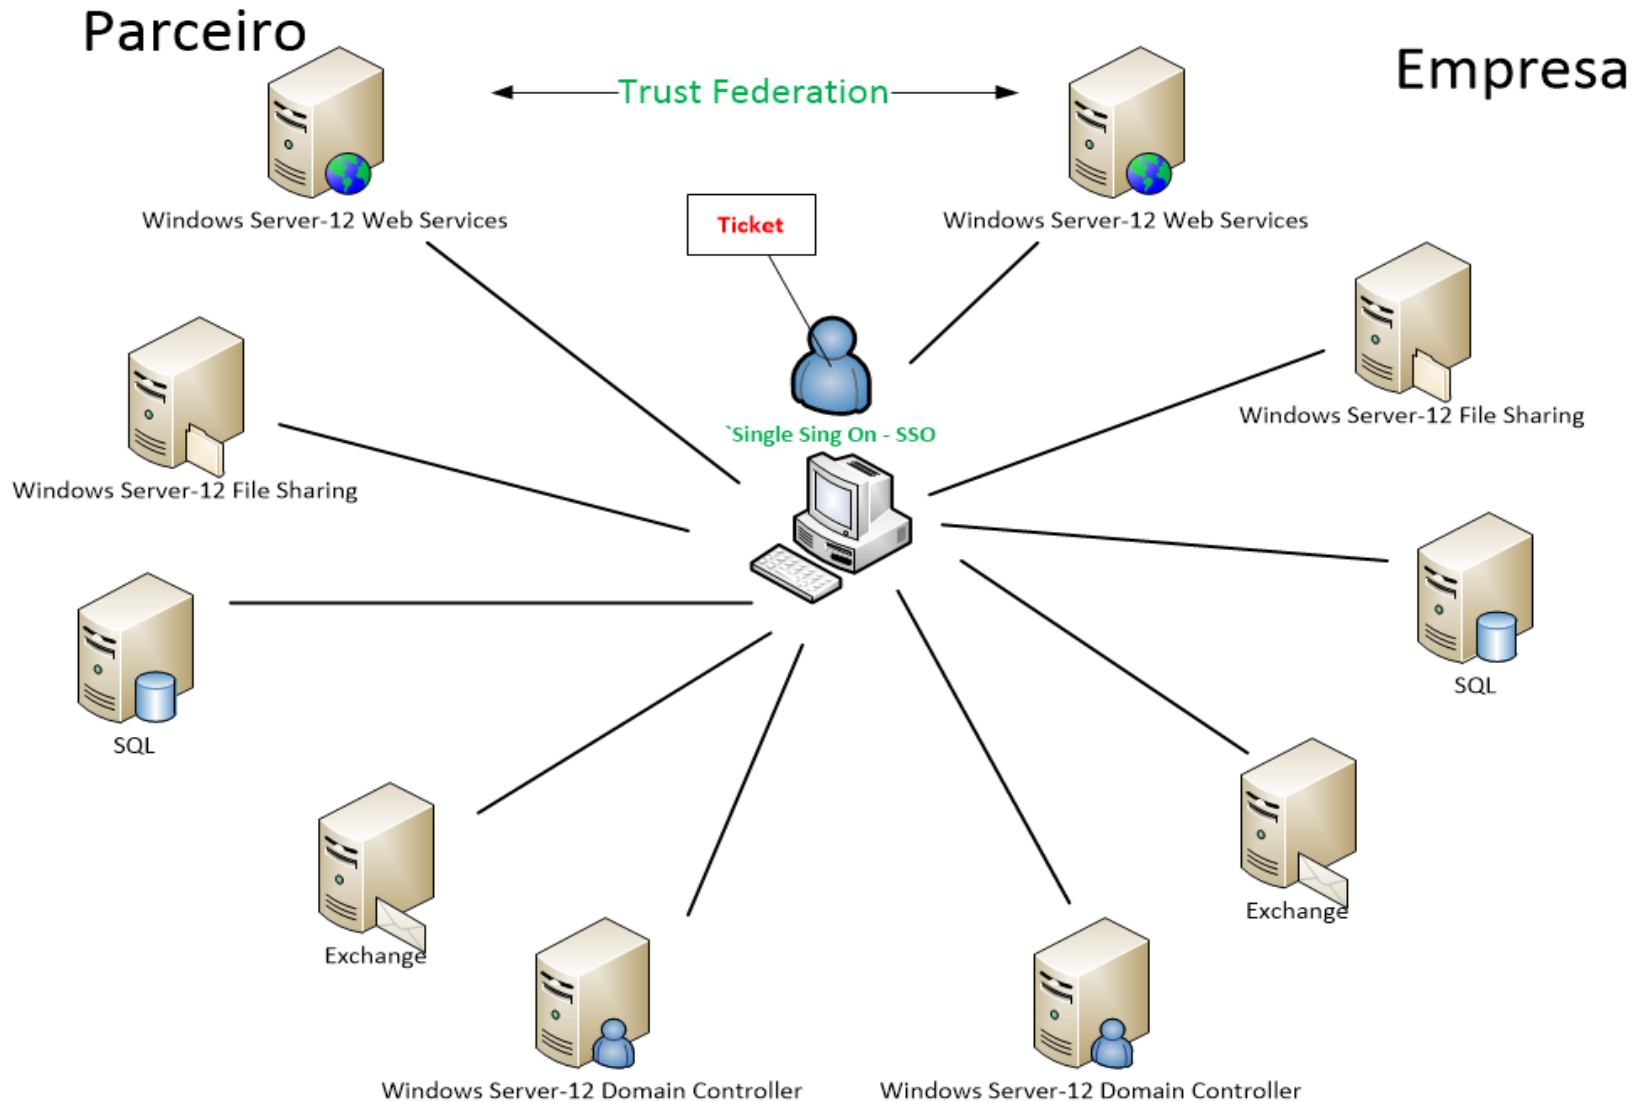 Parceiro
Empresa
Trust Federation
Windows Server-12 Web Services
Windows Server-12 Web Services
Ticket
Windows Server-12 File Sharing
`Single Sing On - SSO
Windows Server-12 File Sharing
SQL
SQL
Exchange
Exchange
Windows Server-12 Domain Controller
Windows Server-12 Domain Controller